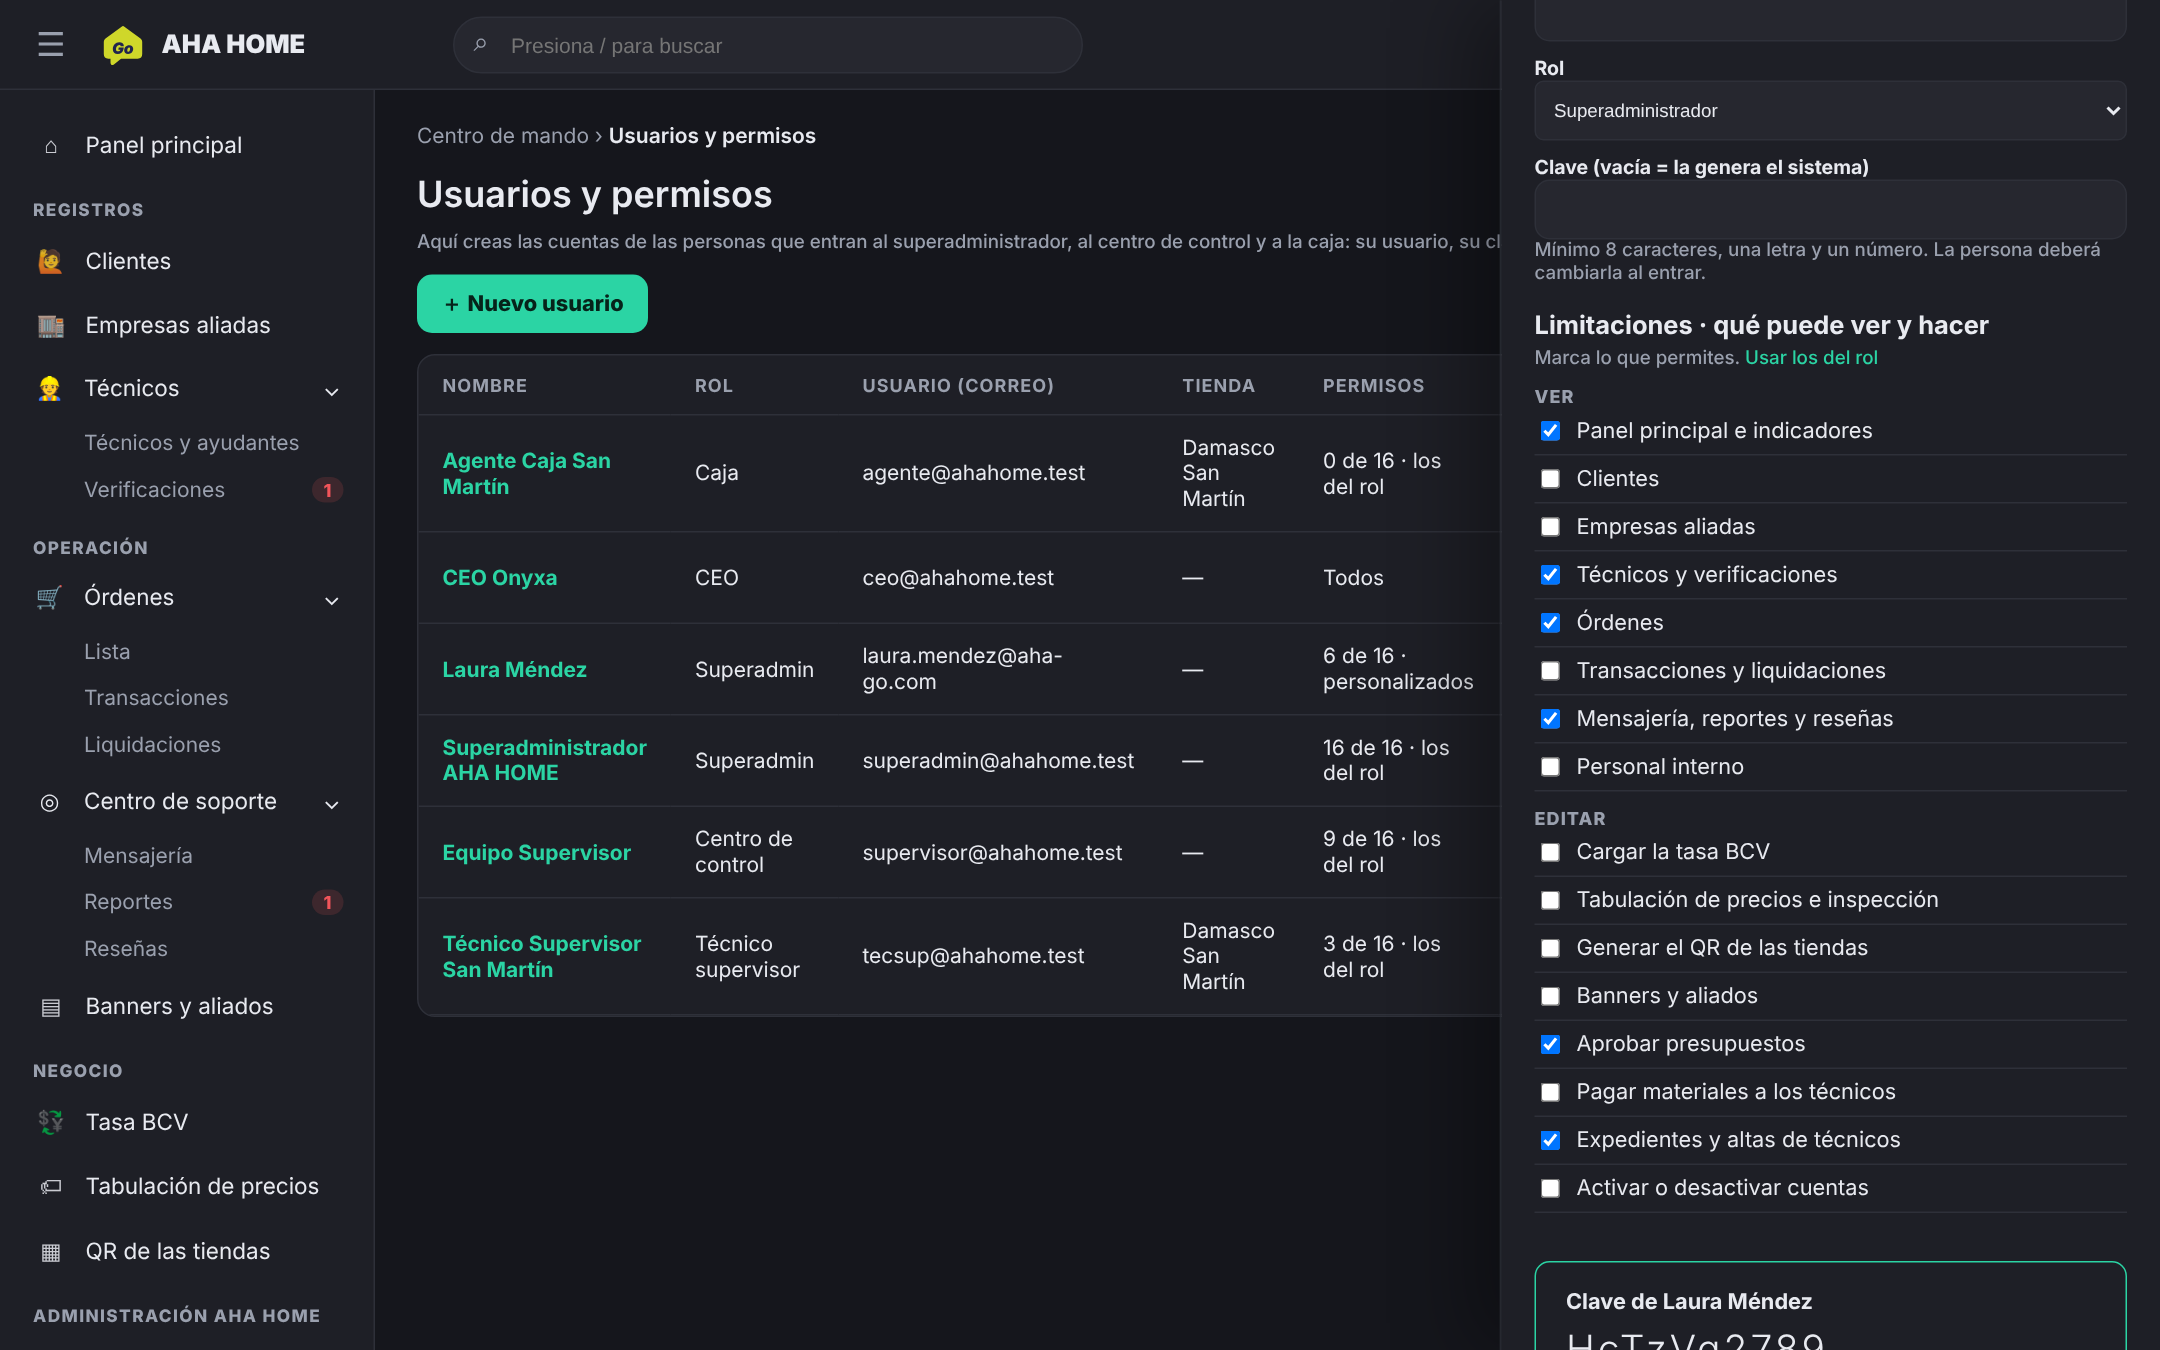 Go AHA HOME
Presiona / para buscar
Panel principal
REGISTROS
Clientes
Empresas aliadas
Técnicos
Técnicos y ayudantes
Verificaciones 1
OPERACIÓN
Órdenes
Lista
Transacciones
Liquidaciones
Centro de soporte
Mensajería
Reportes 1
Reseñas
Banners y aliados
NEGOCIO
Tasa BCV
Tabulación de precios
QR de las tiendas
ADMINISTRACIÓN AHA HOME
Centro de mando › Usuarios y permisos
Usuarios y permisos
Aquí creas las cuentas de las personas que entran al superadministrador, al centro de control y a la caja: su usuario, su cl
+ Nuevo usuario
NOMBRE ROL USUARIO (CORREO) TIENDA PERMISOS
Agente Caja San
Martín
Caja
agente@ahahome.test
Damasco
San
Martín
0 de 16 · los
del rol
CEO Onyxa
CEO
ceo@ahahome.test
—
Todos
Laura Méndez
Superadmin
laura.mendez@aha-
go.com
—
6 de 16 ·
personalizados
Superadministrador
AHA HOME
Superadmin
superadmin@ahahome.test
—
16 de 16 · los
del rol
Equipo Supervisor
Centro de
control
supervisor@ahahome.test
—
9 de 16 · los
del rol
Técnico Supervisor
San Martín
Técnico
supervisor
tecsup@ahahome.test
Damasco
San
Martín
3 de 16 · los
del rol
Rol
Superadministrador
Clave (vacía = la genera el sistema)
Mínimo 8 caracteres, una letra y un número. La persona deberá
cambiarla al entrar.
Limitaciones · qué puede ver y hacer
Marca lo que permites. Usar los del rol
VER
Panel principal e indicadores
Clientes
Empresas aliadas
Técnicos y verificaciones
Órdenes
Transacciones y liquidaciones
Mensajería, reportes y reseñas
Personal interno
EDITAR
Cargar la tasa BCV
Tabulación de precios e inspección
Generar el QR de las tiendas
Banners y aliados
Aprobar presupuestos
Pagar materiales a los técnicos
Expedientes y altas de técnicos
Activar o desactivar cuentas
Clave de Laura Méndez